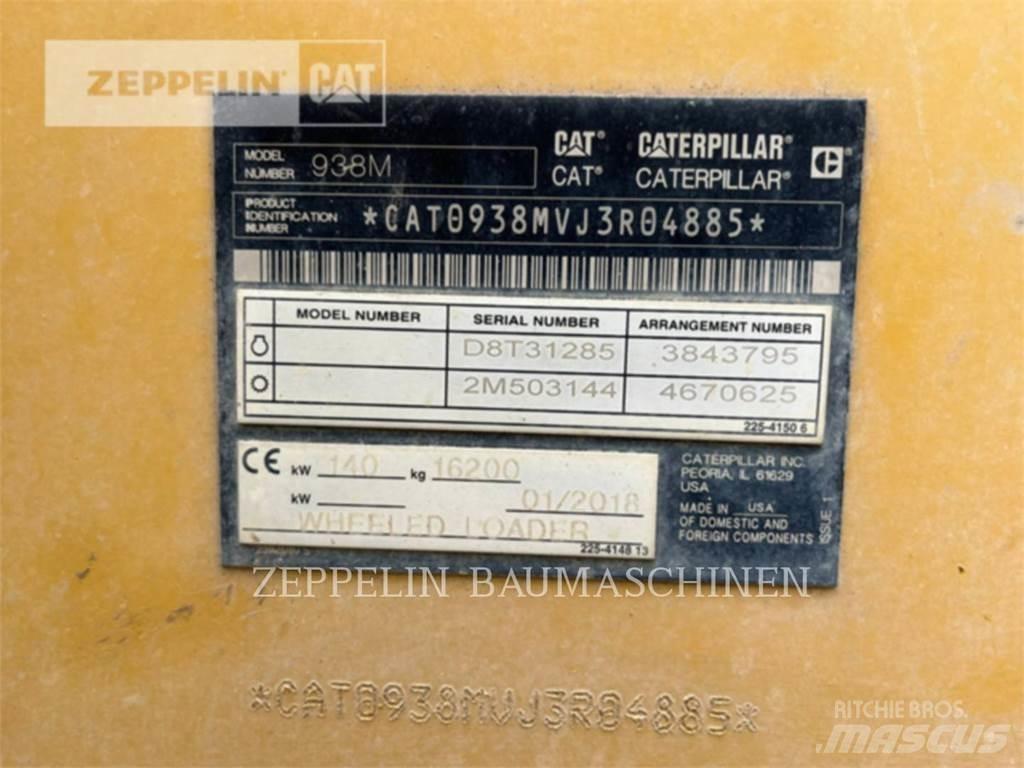 ZEPPELIN CAT
MODEL NUMBER 938M
CAT® CATERPILLAR®
CAT® CATERPILLAR®
PRODUCT IDENTIFICATION NUMBER *CAT0938MVJ3R04885*
MODEL NUMBER SERIAL NUMBER ARRANGEMENT NUMBER
D8T31285 3843795
2M503144 4670625
225-4150 6
CE kW 140 kg 16200
kW 01/2018
WHEELED LOADER
225-4148 13
CATERPILLAR INC.
PEORIA, IL 61629
USA
MADE IN USA
OF DOMESTIC AND
FOREIGN COMPONENTS
ISSUE 1
ZEPPELIN BAUMASCHINEN
*CAT0938MVJ3R04885*
RITCHIE BROS.
MASCUS